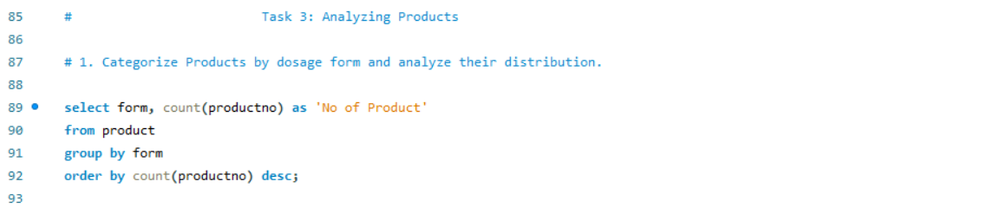 85 # Task 3: Analyzing Products
86
87 # 1. Categorize Products by dosage form and analyze their distribution.
88
89 select form, count(productno) as 'No of Product'
90 from product
91 group by form
92 order by count(productno) desc;
93